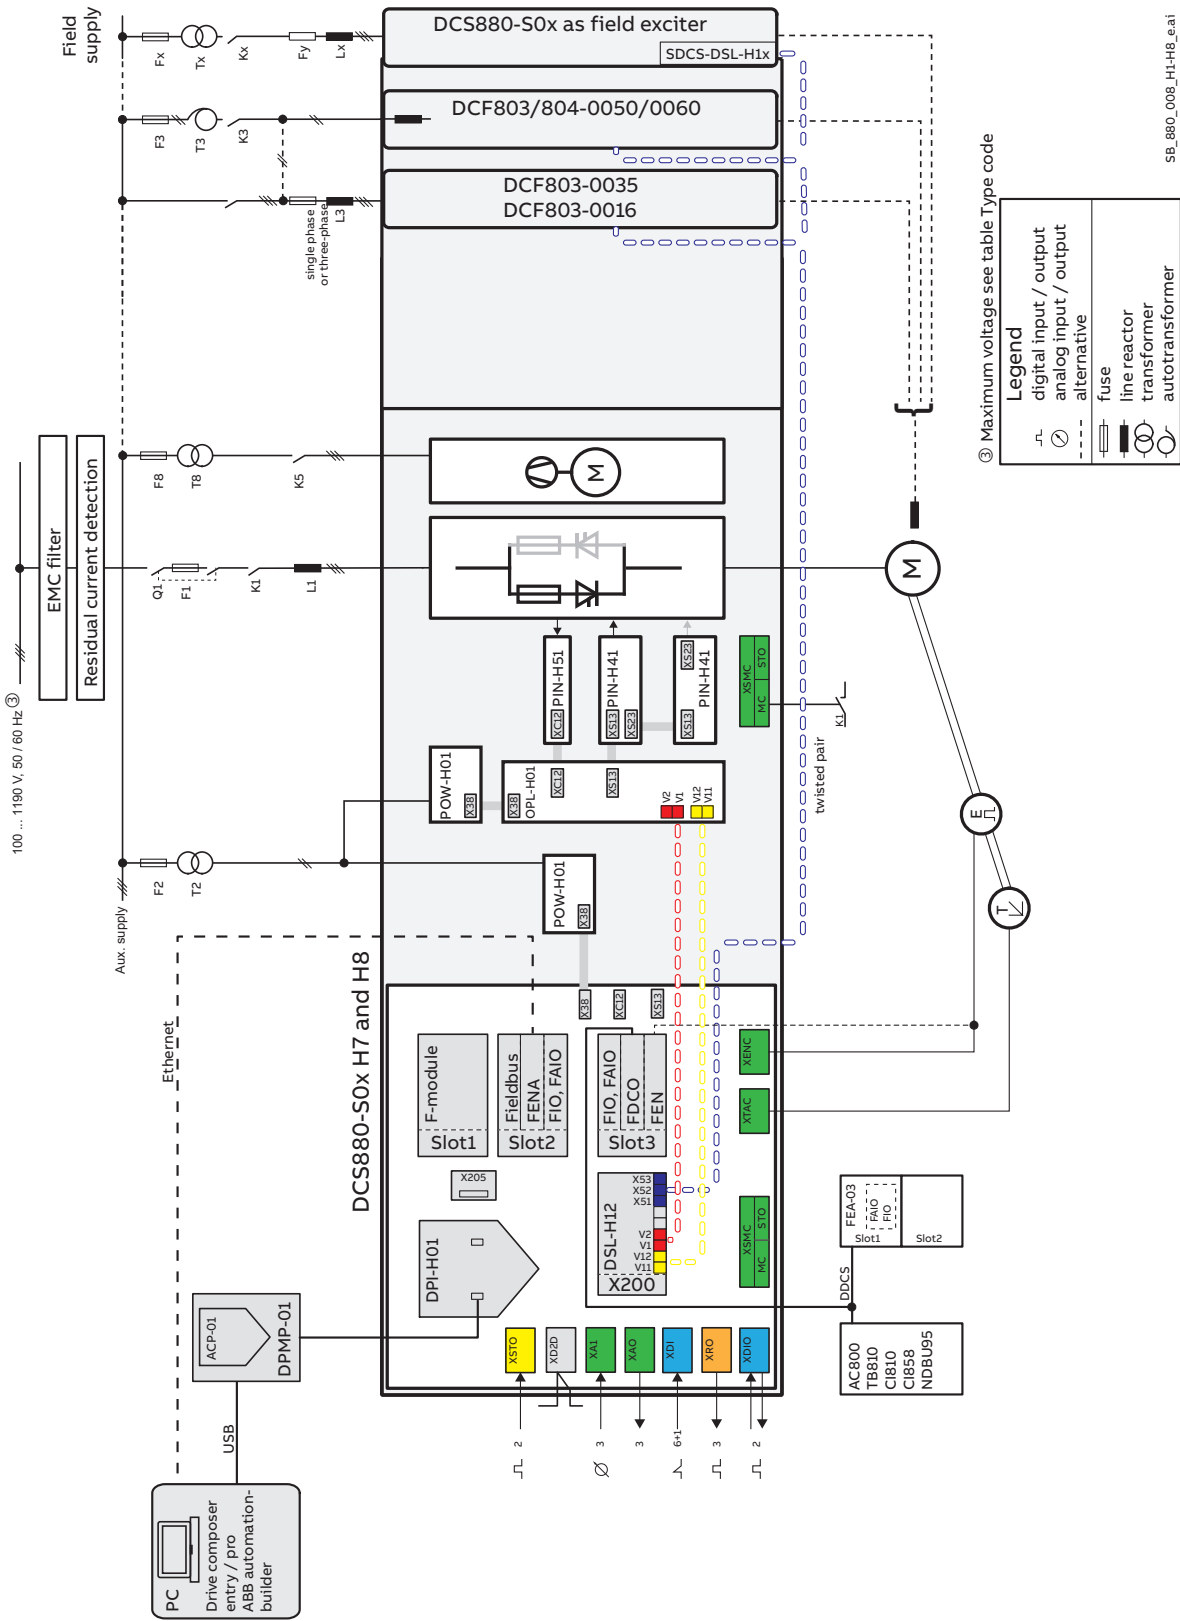 Field
supply
Fx
Tx
Kx
Fy
Lx
DCS880-S0x as field exciter
SDCS-DSL-H1x
F3
T3
K3
DCF803/804-0050/0060
single phase
or three-phase
L3
DCF803-0035
DCF803-0016
100 ... 1190 V, 50 / 60 Hz ③
EMC filter
Residual current detection
F8
T8
K5
M
Q1
F1
K1
L1
M
Aux. supply
F2
T2
POW-H01
X38
X38
OPL-H01
XC12
XS13
V2
V1
V12
V11
XC12
PIN-H51
XS13
XS23
PIN-H41
XS13
XS23
PIN-H41
XSMC
MC
STO
K1
twisted pair
POW-H01
X38
E
T
Ethernet
DCS880-S0x H7 and H8
X38
XC12
XS13
F-module
Slot1
Fieldbus
FENA
FIO, FAIO
Slot2
FIO, FAIO
FDCO
FEN
Slot3
XENC
XTAC
X205
DPI-H01
DSL-H12
X200
X53
X52
X51
V2
V1
V12
V11
XSMC
MC
STO
XSTO
XD2D
XA1
XAO
XDI
XRO
XDIO
2
3
3
6+1
3
2
ACP-01
DPMP-01
USB
PC
Drive composer
entry / pro
ABB automation-
builder
FEA-03
FAIO
FIO
Slot1
Slot2
DDCS
AC800
TB810
CI810
CI858
NDBU95
③ Maximum voltage see table Type code
Legend
digital input / output
analog input / output
alternative
fuse
line reactor
transformer
autotransformer
SB_880_008_H1-H8_e.ai